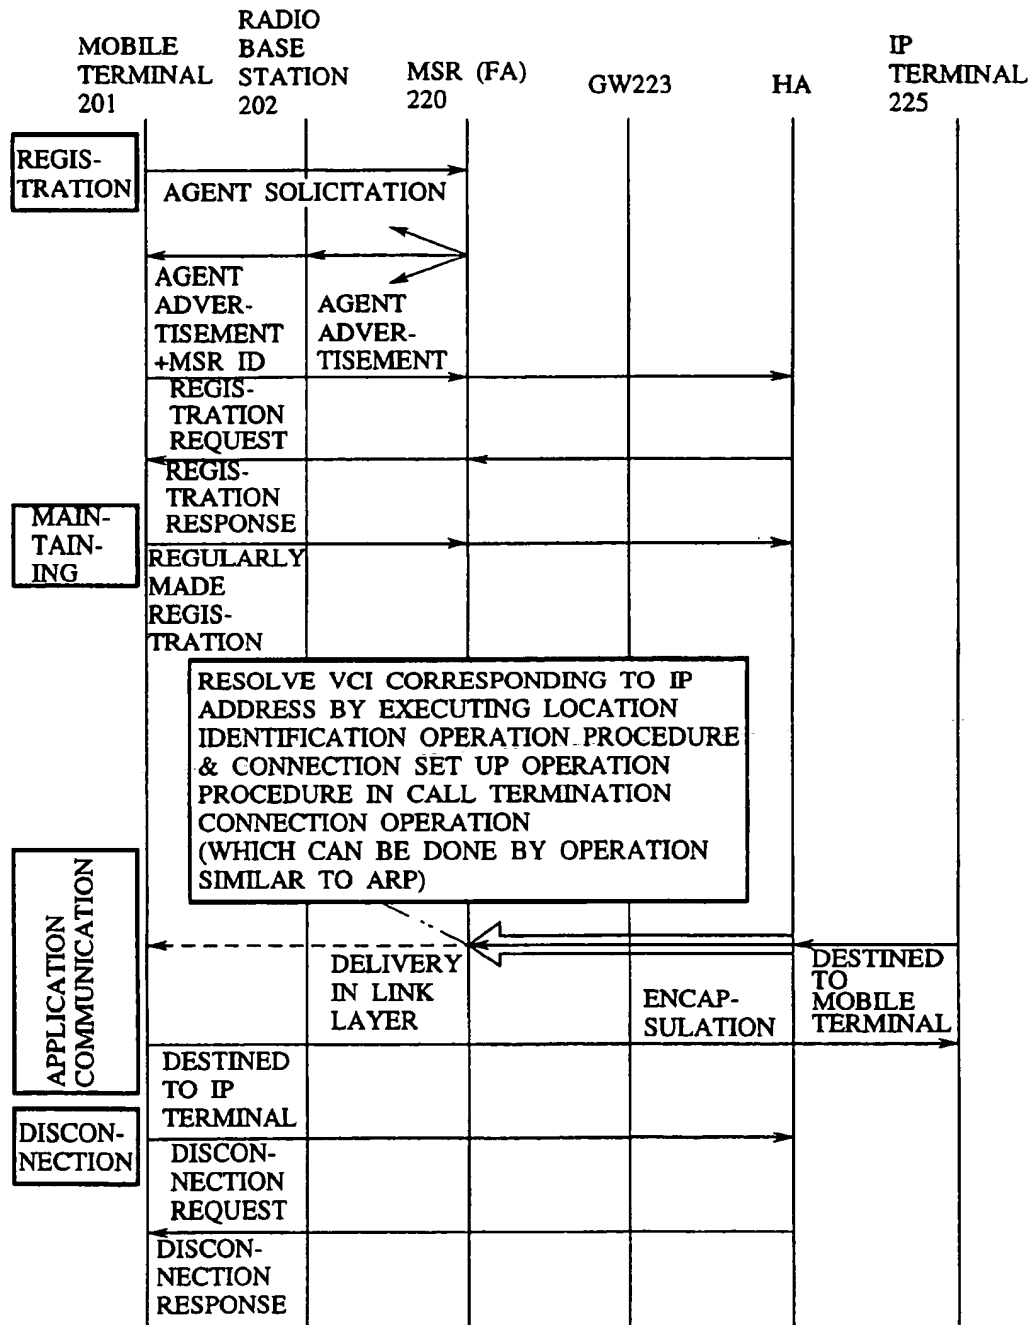 MOBILE
TERMINAL
201
RADIO
BASE
STATION
202
MSR (FA)
220
GW223
HA
IP
TERMINAL
225
REGIS-
TRATION
AGENT SOLICITATION
AGENT
ADVER-
TISEMENT
+MSR ID
AGENT
ADVER-
TISEMENT
REGIS-
TRATION
REQUEST
REGIS-
TRATION
RESPONSE
MAIN-
TAIN-
ING
REGULARLY
MADE
REGIS-
TRATION
RESOLVE VCI CORRESPONDING TO IP
ADDRESS BY EXECUTING LOCATION
IDENTIFICATION OPERATION PROCEDURE
& CONNECTION SET UP OPERATION
PROCEDURE IN CALL TERMINATION
CONNECTION OPERATION
(WHICH CAN BE DONE BY OPERATION
SIMILAR TO ARP)
APPLICATION
COMMUNICATION
DELIVERY
IN LINK
LAYER
ENCAP-
SULATION
DESTINED
TO
MOBILE
TERMINAL
DESTINED
TO IP
TERMINAL
DISCON-
NECTION
DISCON-
NECTION
REQUEST
DISCON-
NECTION
RESPONSE